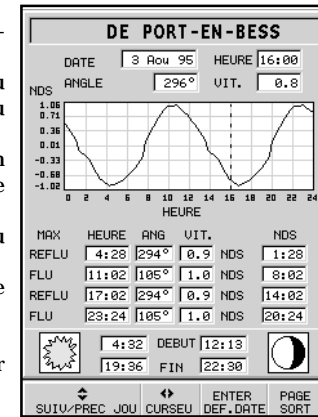 DE PORT-EN-BESS
DATE 3 Aou 95 HEURE 16:00
ANGLE 296° VIT. 0.8
NDS
1.06
0.71
0.36
0.01
-0.33
-0.68
-1.02
0 2 4 6 8 10 12 14 16 18 20 22 24
HEURE
MAX HEURE ANG VIT. NDS
REFLU 4:28 294° 0.9 NDS 1:28
FLU 11:02 105° 1.0 NDS 8:02
REFLU 17:02 294° 0.9 NDS 14:02
FLU 23:24 105° 1.0 NDS 20:24
4:32 DEBUT 12:13
19:36 FIN 22:30
SUIV/PREC JOU CURSEU ENTER DEF.DATE PAGE SORT